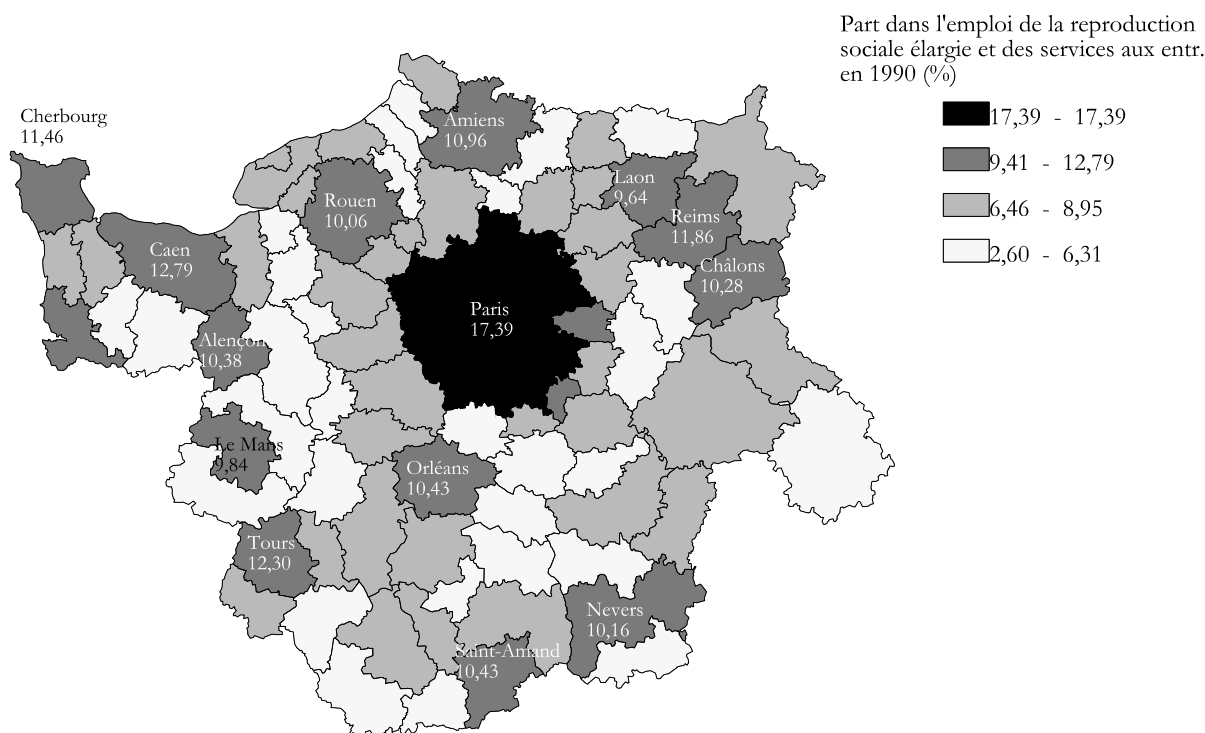 Part dans l'emploi de la reproduction
sociale élargie et des services aux entr.
en 1990 (%)
17,39 - 17,39
9,41 - 12,79
6,46 - 8,95
2,60 - 6,31
Cherbourg
11,46
Amiens
10,96
Laon
9,64
Rouen
10,06
Reims
11,86
Caen
12,79
Châlons
10,28
Paris
17,39
Alençon
10,38
Le Mans
9,84
Orléans
10,43
Tours
12,30
Nevers
10,16
Saint-Amand
10,43